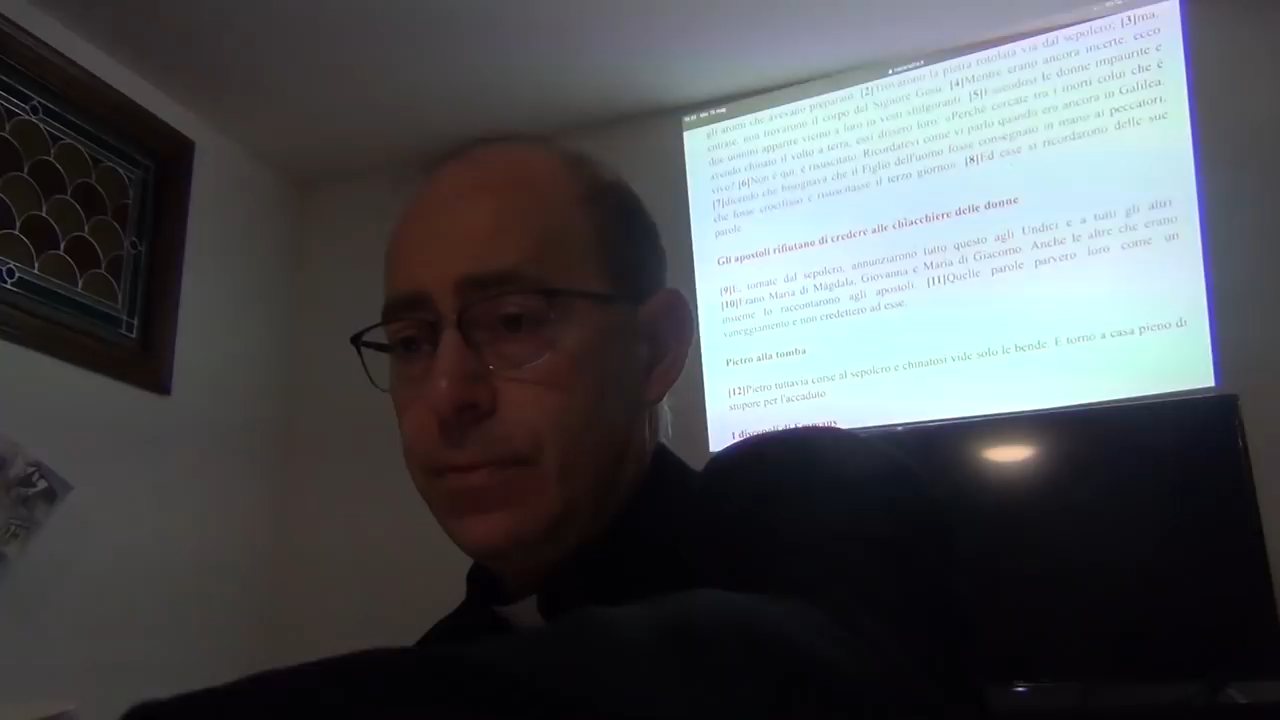 gli aromi che avevano preparato. [2]Trovarono la pietra rotolata via dal sepolcro; [3]ma,
entrate, non trovarono il corpo del Signore Gesù. [4]Mentre erano ancora incerte, ecco
due uomini apparire vicino a loro in vesti sfolgoranti. [5]Essendosi le donne impaurite e
avendo chinato il volto a terra, essi dissero loro: «Perché cercate tra i morti colui che è
vivo? [6]Non è qui, è risuscitato. Ricordatevi come vi parlò quando era ancora in Galilea,
[7]dicendo che bisognava che il Figlio dell'uomo fosse consegnato in mano ai peccatori,
che fosse crocifisso e risuscitasse il terzo giorno». [8]Ed esse si ricordarono delle sue
parole.
Gli apostoli rifiutano di credere alle chiacchiere delle donne
[9]E, tornate dal sepolcro, annunziarono tutto questo agli Undici e a tutti gli altri.
[10]Erano Maria di Màgdala, Giovanna e Maria di Giacomo. Anche le altre che erano
insieme lo raccontarono agli apostoli. [11]Quelle parole parvero loro come un
vaneggiamento e non credettero ad esse.
Pietro alla tomba
[12]Pietro tuttavia corse al sepolcro e chinatosi vide solo le bende. E tornò a casa pieno di
stupore per l'accaduto.
I discepoli di Emmaus